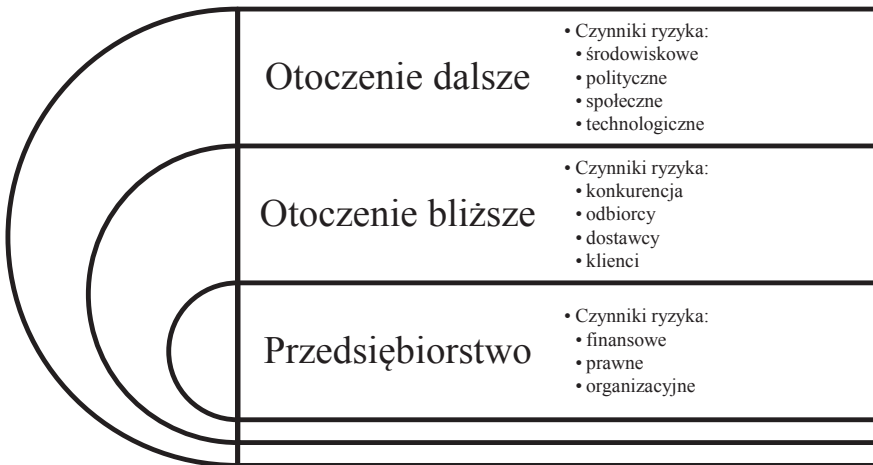 Otoczenie dalsze
• Czynniki ryzyka:
• środowiskowe
• polityczne
• społeczne
• technologiczne
Otoczenie bliższe
• Czynniki ryzyka:
• konkurencja
• odbiorcy
• dostawcy
• klienci
Przedsiębiorstwo
• Czynniki ryzyka:
• finansowe
• prawne
• organizacyjne